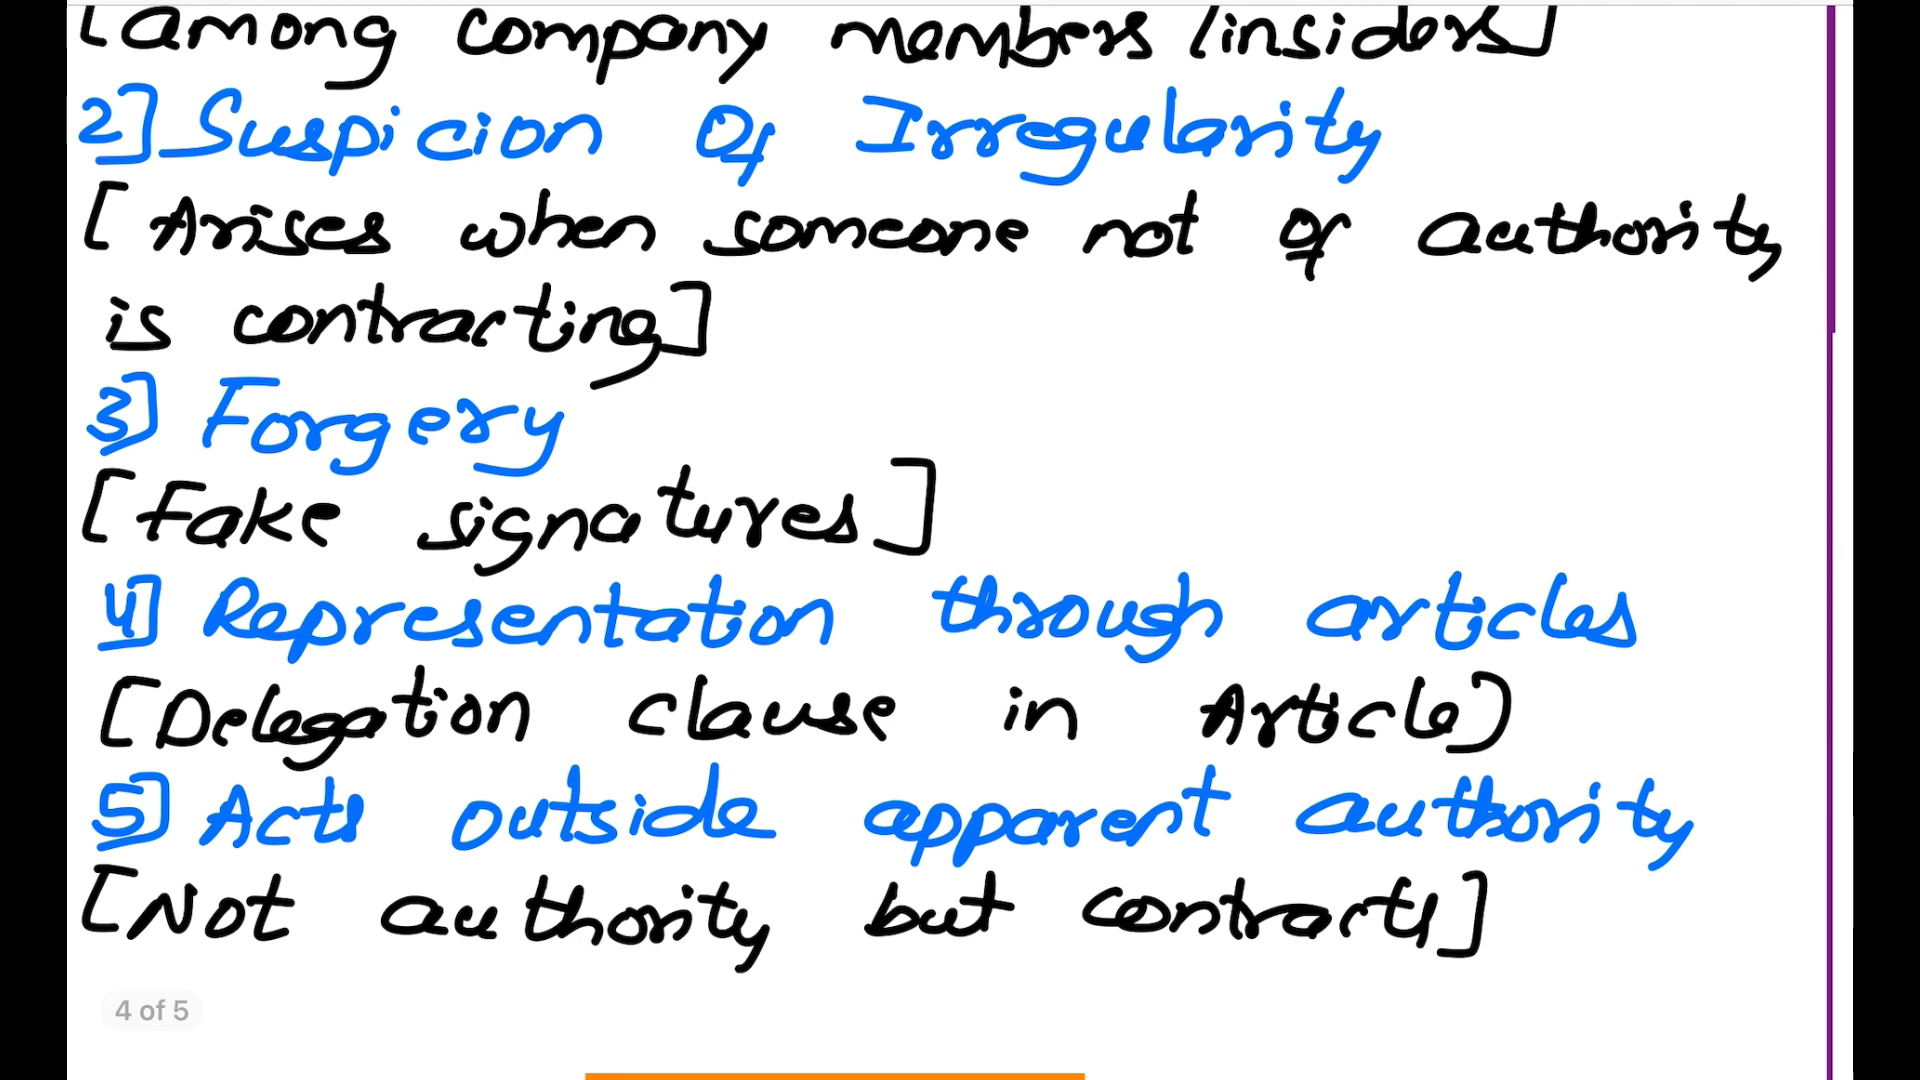 [among company members/insiders]
2] Suspicion Of Irregularity
[Arises when someone not of authority
is contracting]
3] Forgery
[Fake signatures]
4] Representation through articles
[Delegation clause in Article)
5] Acts outside apparent authority
[Not authority but contracts]
4 of 5